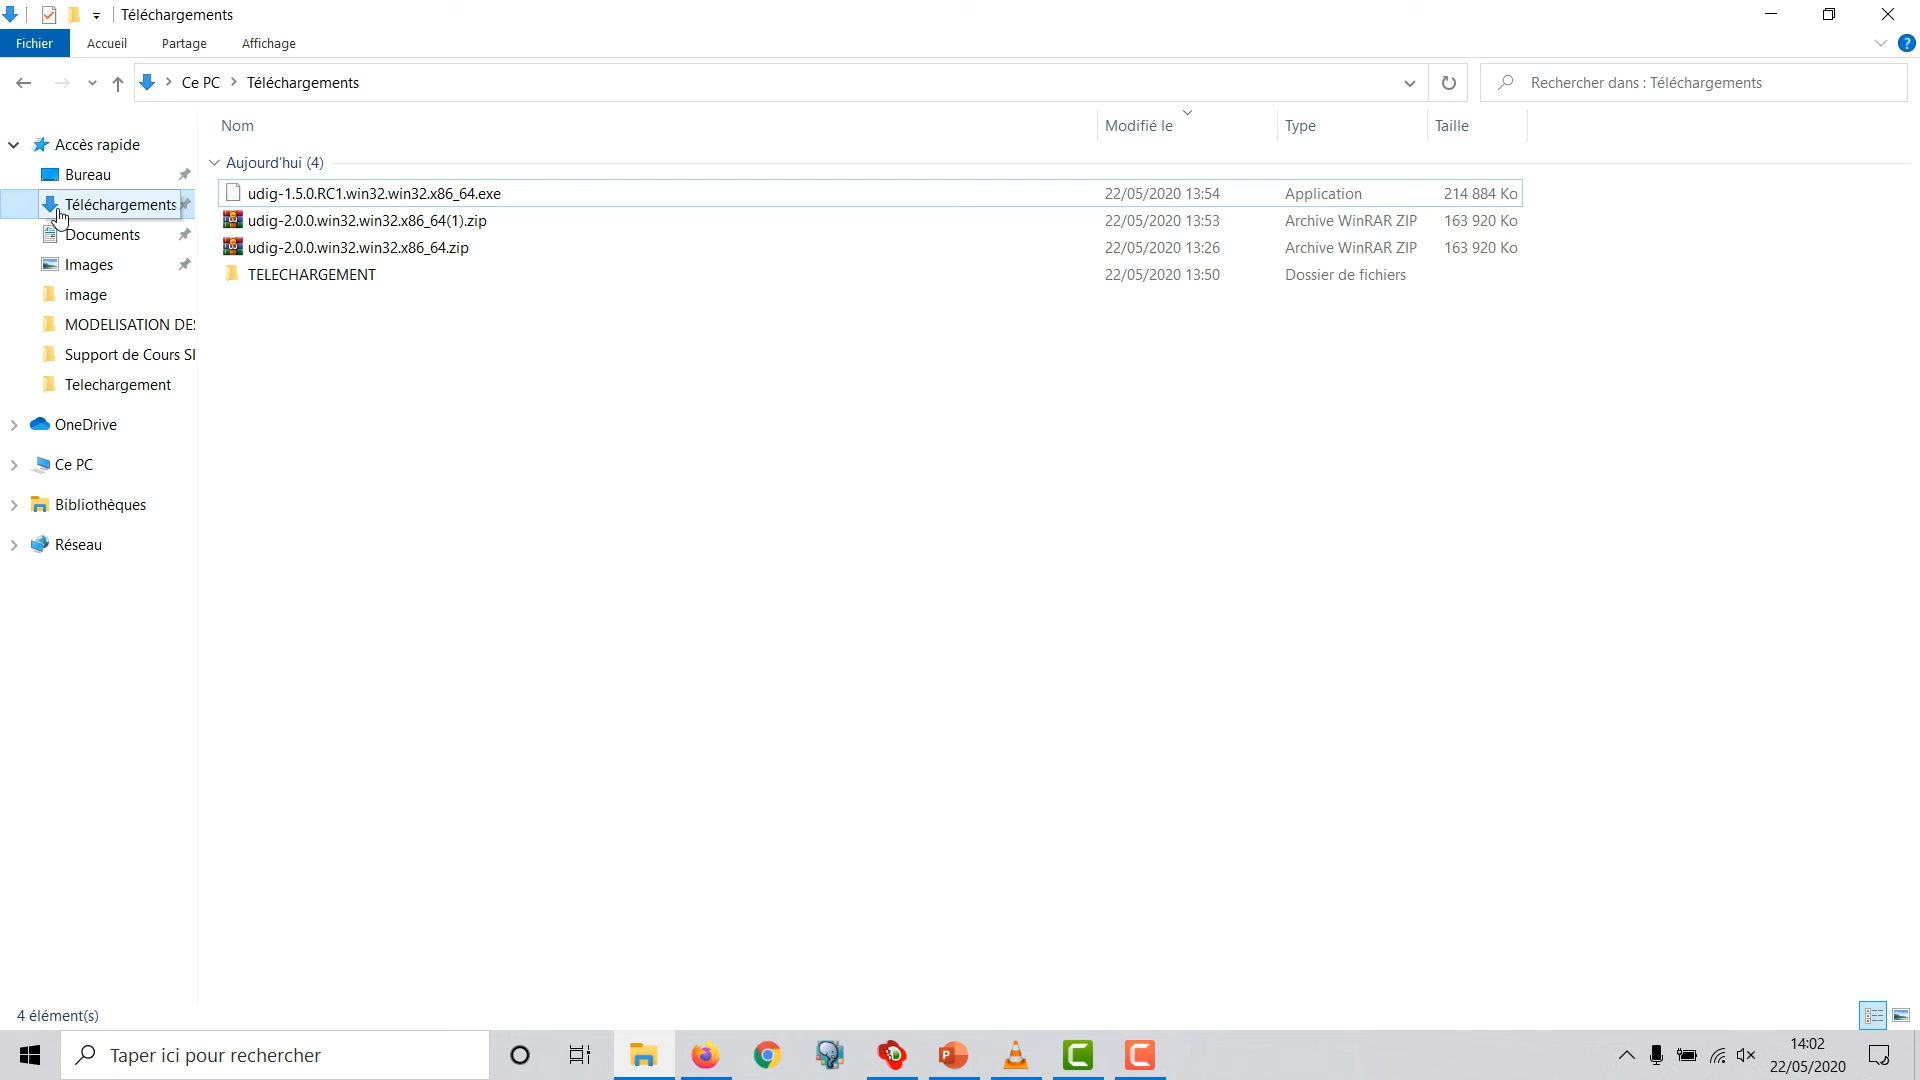 Téléchargements
Fichier Accueil Partage Affichage
Ce PC Téléchargements Rechercher dans : Téléchargements
Nom Modifié le Type Taille
Accès rapide
Bureau
Téléchargements
Documents
Images
image
MODELISATION DES
Support de Cours SI
Telechargement
OneDrive
Ce PC
Bibliothèques
Réseau
Aujourd'hui (4)
udig-1.5.0.RC1.win32.win32.x86_64.exe 22/05/2020 13:54 Application 214 884 Ko
udig-2.0.0.win32.win32.x86_64(1).zip 22/05/2020 13:53 Archive WinRAR ZIP 163 920 Ko
udig-2.0.0.win32.win32.x86_64.zip 22/05/2020 13:26 Archive WinRAR ZIP 163 920 Ko
TELECHARGEMENT 22/05/2020 13:50 Dossier de fichiers
4 élément(s)
Taper ici pour rechercher
14:02
22/05/2020